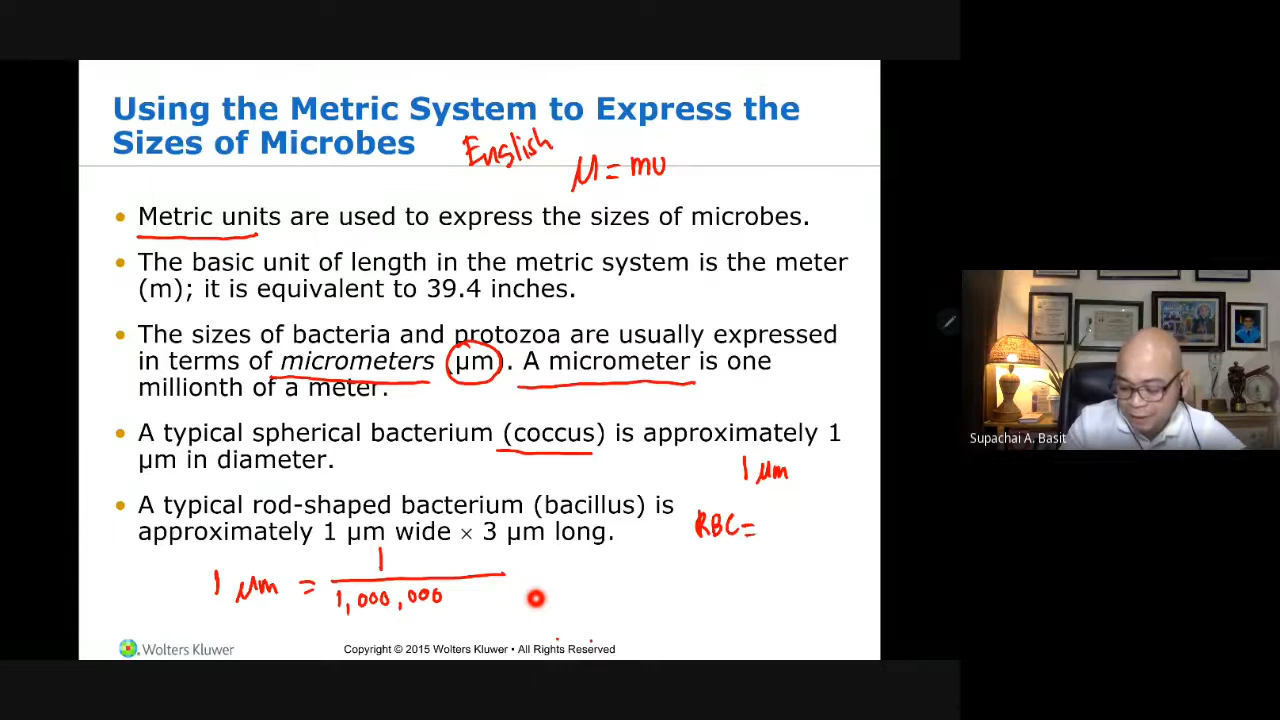 Using the Metric System to Express the
Sizes of Microbes
English
µ = mu
• Metric units are used to express the sizes of microbes.
• The basic unit of length in the metric system is the meter
(m); it is equivalent to 39.4 inches.
• The sizes of bacteria and protozoa are usually expressed
in terms of micrometers (µm). A micrometer is one
millionth of a meter.
• A typical spherical bacterium (coccus) is approximately 1
µm in diameter.
1 µm
• A typical rod-shaped bacterium (bacillus) is
approximately 1 µm wide × 3 µm long.
RBC=
1
1 µm =
1,000,000
Wolters Kluwer
Copyright © 2015 Wolters Kluwer • All Rights Reserved
Supachai A. Basit